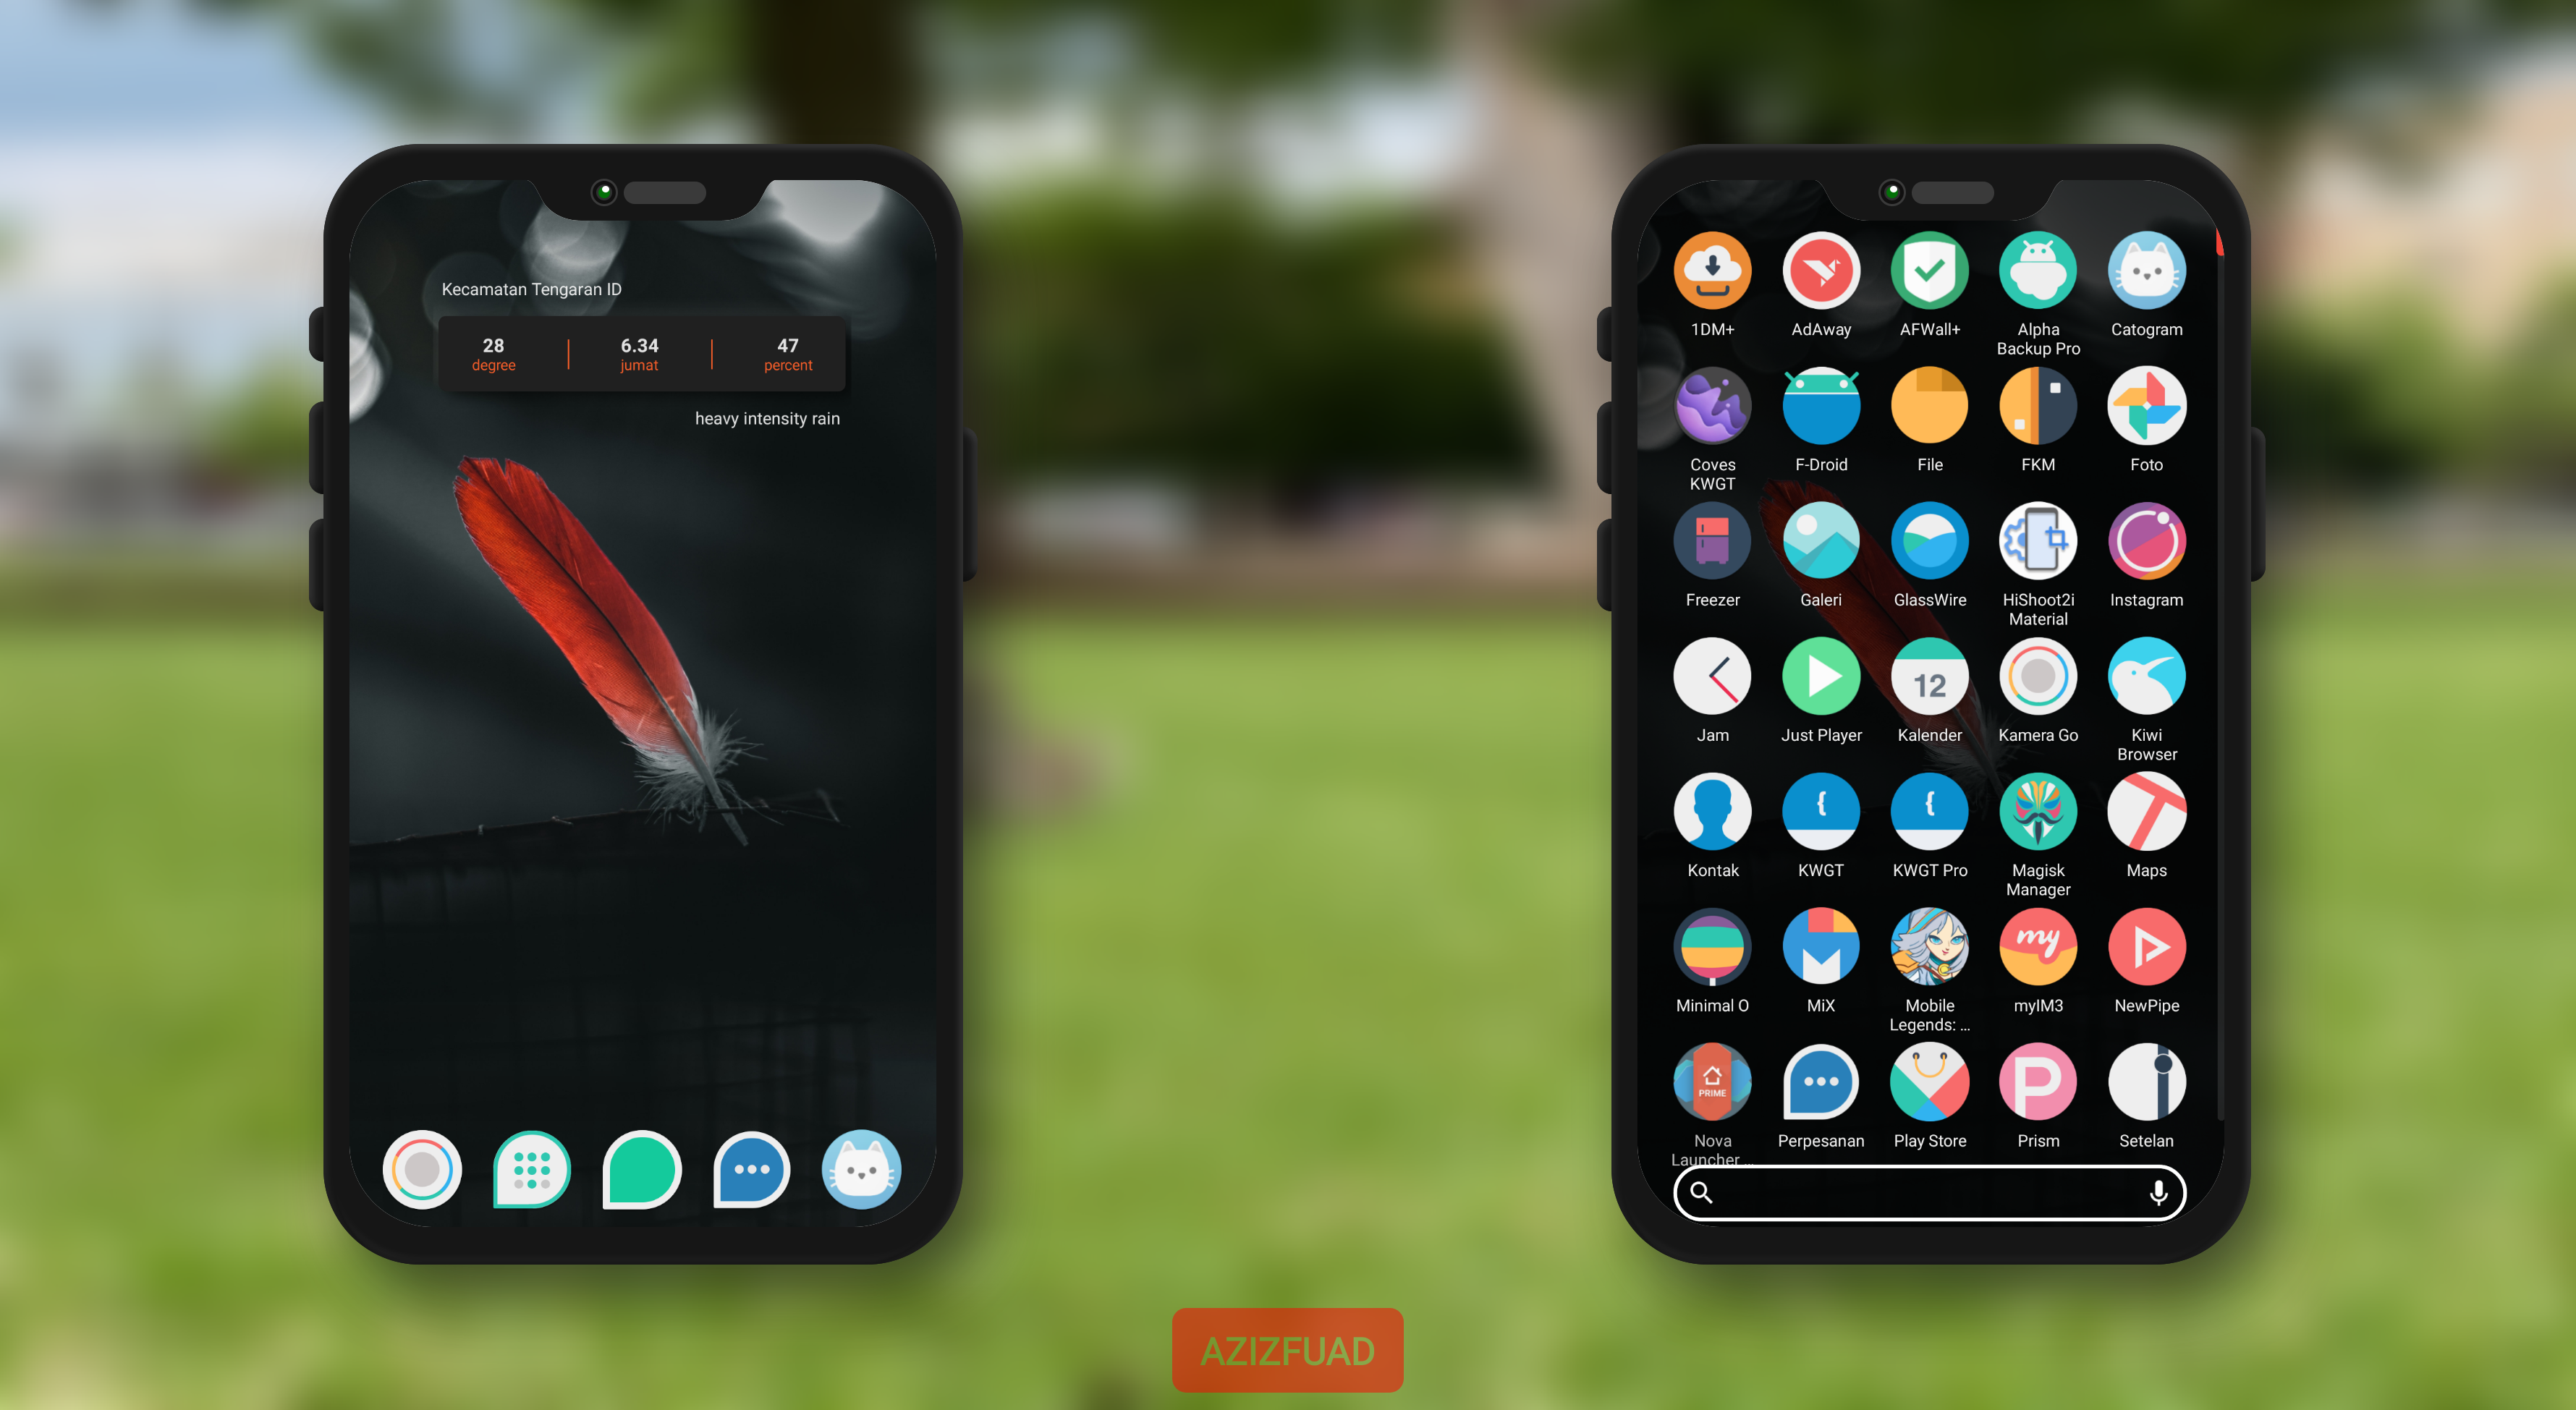 Kecamatan Tengaran ID
28 6.34 47
degree jumat percent
heavy intensity rain
1DM+ AdAway AFWall+ Alpha Catogram
Backup Pro
Coves F-Droid File FKM Foto
KWGT
Freezer Galeri GlassWire HiShoot2i Instagram
Material
12
Jam Just Player Kalender Kamera Go Kiwi
Browser
{ {
Kontak KWGT KWGT Pro Magisk Maps
Manager
my
Minimal O MiX Mobile myIM3 NewPipe
Legends: ...
PRIME P
Nova Perpesanan Play Store Prism Setelan
Launcher ...
AZIZFUAD